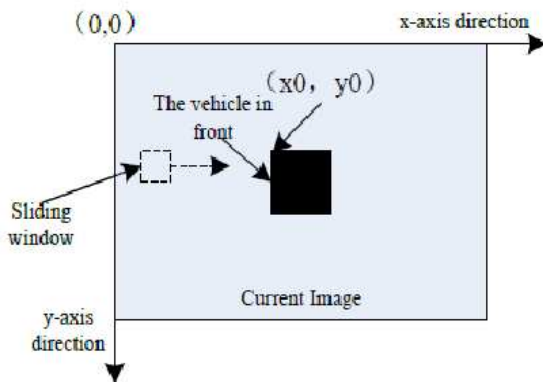 (0,0)
x-axis direction
(x0, y0)
The vehicle in
front
Sliding
window
Current Image
y-axis
direction